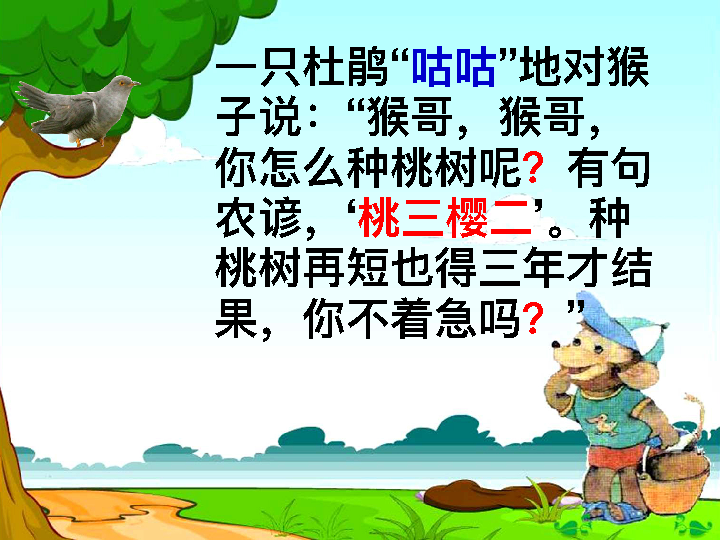 一只杜鹃“咕咕”地对猴
子说：“猴哥，猴哥，
你怎么种桃树呢？有句
农谚，‘桃三樱二’。种
桃树再短也得三年才结
果，你不着急吗？”